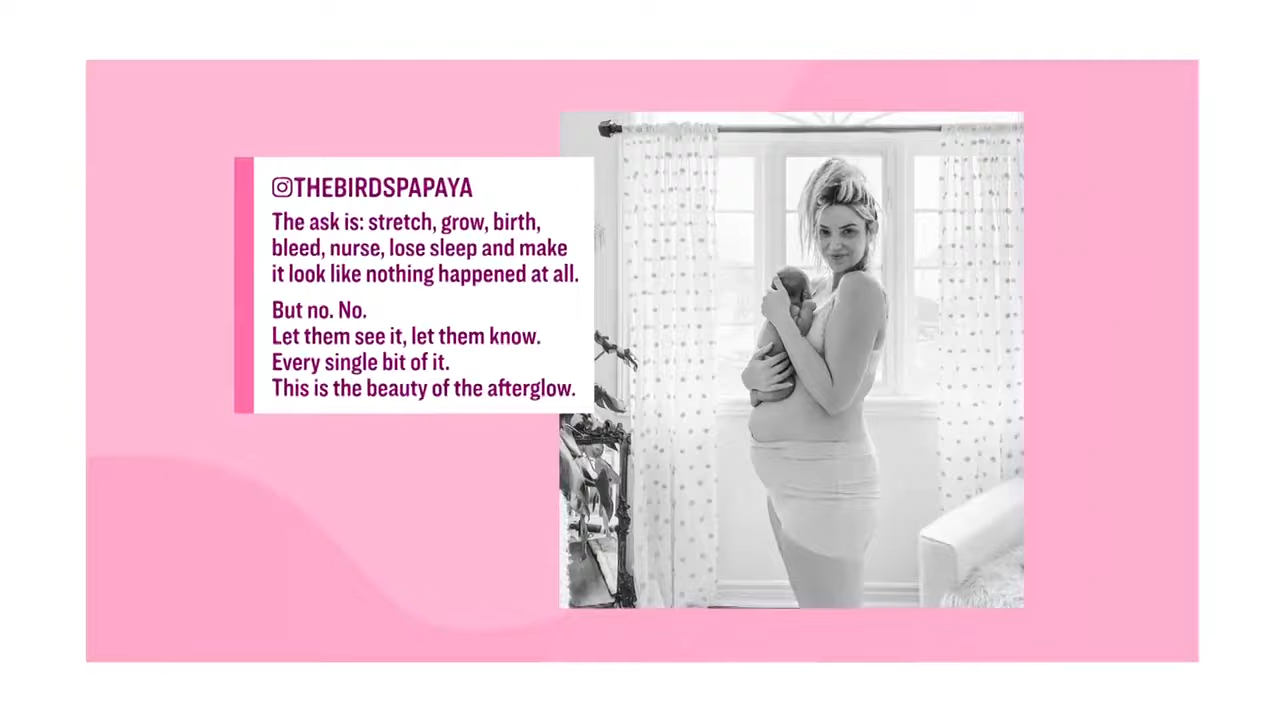 THEBIRDSPAPAYA
The ask is: stretch, grow, birth,
bleed, nurse, lose sleep and make
it look like nothing happened at all.
But no. No.
Let them see it, let them know.
Every single bit of it.
This is the beauty of the afterglow.